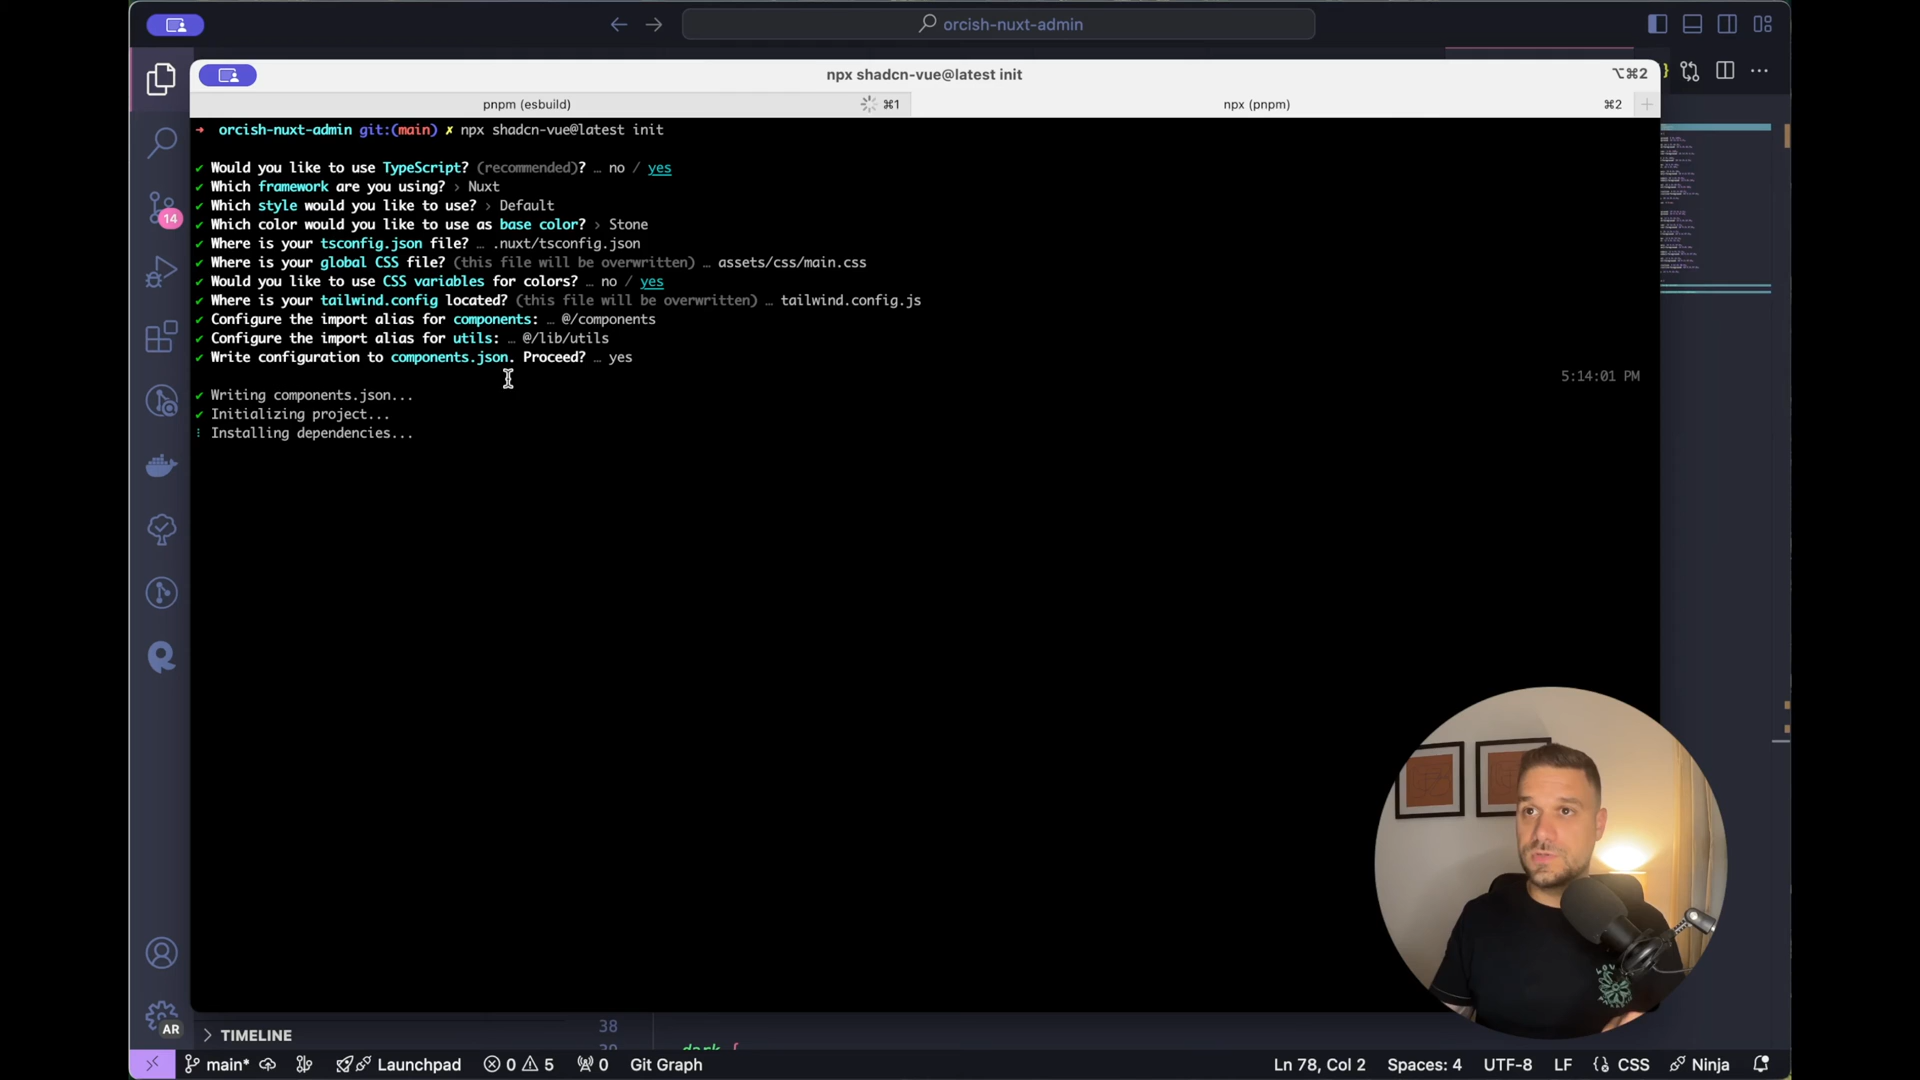 orcish-nuxt-admin
npx shadcn-vue@latest init
⌥⌘2
pnpm (esbuild)
⌘1
npx (pnpm)
⌘2
➜ orcish-nuxt-admin git:(main) ✗ npx shadcn-vue@latest init
✔ Would you like to use TypeScript? (recommended)? … no / yes
✔ Which framework are you using? › Nuxt
✔ Which style would you like to use? › Default
✔ Which color would you like to use as base color? › Stone
✔ Where is your tsconfig.json file? … .nuxt/tsconfig.json
✔ Where is your global CSS file? (this file will be overwritten) … assets/css/main.css
✔ Would you like to use CSS variables for colors? … no / yes
✔ Where is your tailwind.config located? (this file will be overwritten) … tailwind.config.js
✔ Configure the import alias for components: … @/components
✔ Configure the import alias for utils: … @/lib/utils
✔ Write configuration to components.json. Proceed? … yes
5:14:01 PM
✔ Writing components.json...
✔ Initializing project...
Installing dependencies...
14
AR
TIMELINE
38
main*
Launchpad
0
5
0
Git Graph
Ln 78, Col 2
Spaces: 4
UTF-8
LF
{} CSS
Ninja